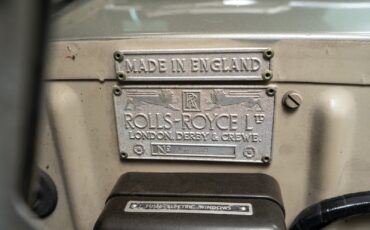 MADE IN ENGLAND
RR
ROLLS-ROYCE LTD
LONDON, DERBY & CREWE.
No
ELECTRIC WINDOWS